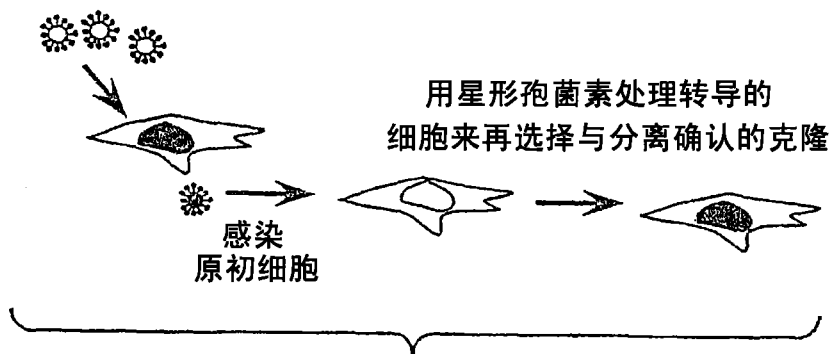 用星形孢菌素处理转导的
细胞来再选择与分离确认的克隆
感染
原初细胞